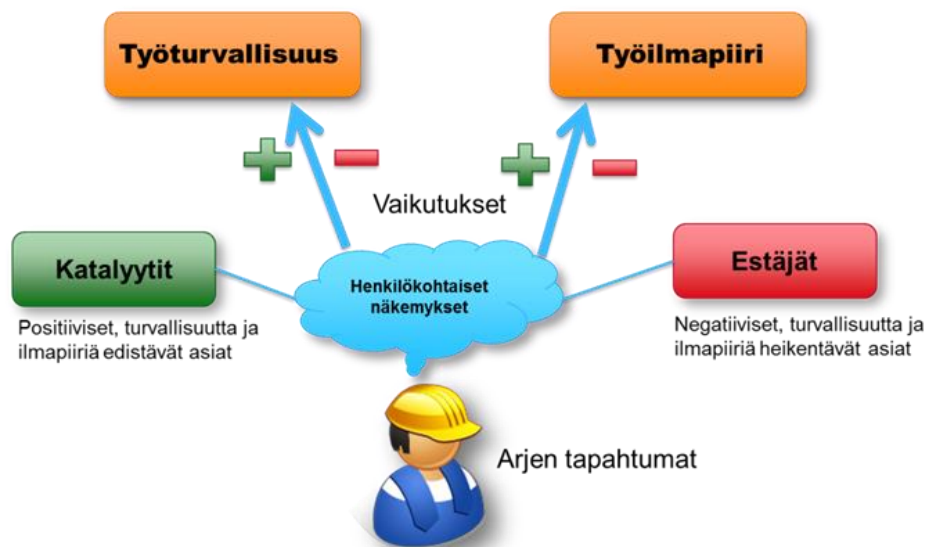 Työturvallisuus
Työilmapiiri
Vaikutukset
Katalyytit
Positiiviset, turvallisuutta ja
ilmapiiriä edistävät asiat
Henkilökohtaiset
näkemykset
Estäjät
Negatiiviset, turvallisuutta ja
ilmapiiriä heikentävät asiat
Arjen tapahtumat